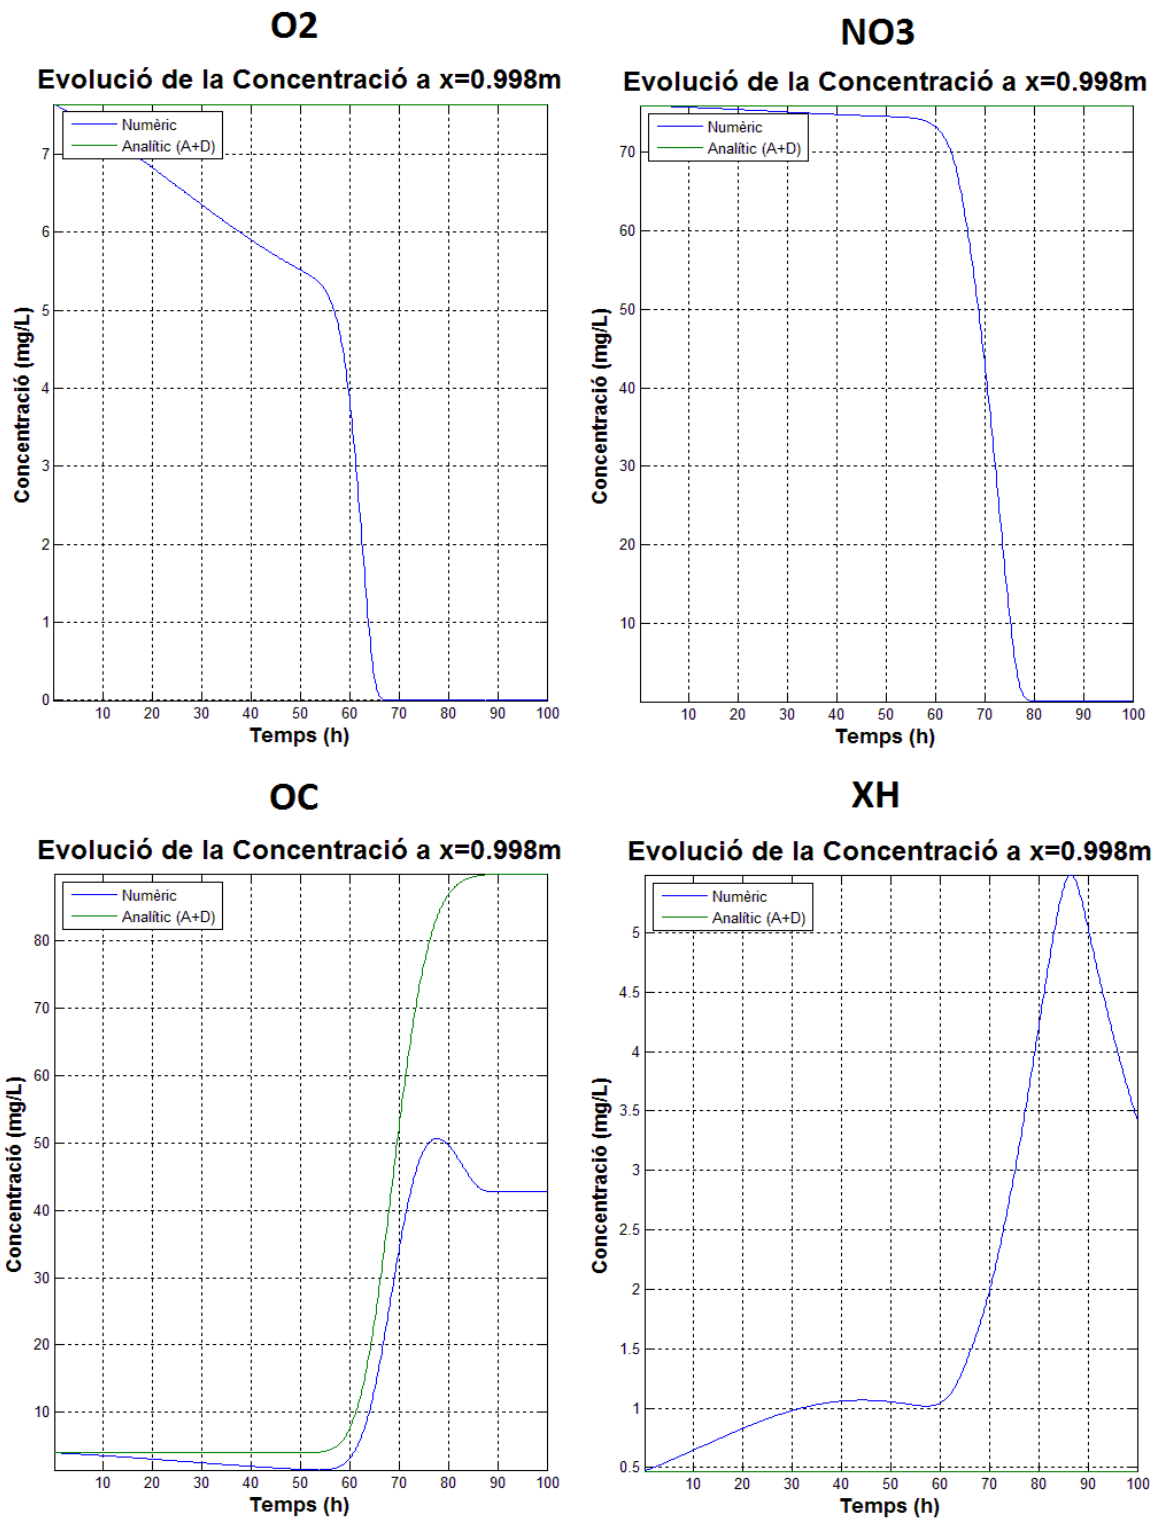 O2
Evolució de la Concentració a x=0.998m
Numèric
Analític (A+D)
Concentració (mg/L)
7
6
5
4
3
2
1
0
10 20 30 40 50 60 70 80 90 100
Temps (h)
NO3
Evolució de la Concentració a x=0.998m
Numèric
Analític (A+D)
Concentració (mg/L)
70
60
50
40
30
20
10
10 20 30 40 50 60 70 80 90 100
Temps (h)
OC
Evolució de la Concentració a x=0.998m
Numèric
Analític (A+D)
Concentració (mg/L)
80
70
60
50
40
30
20
10
10 20 30 40 50 60 70 80 90 100
Temps (h)
XH
Evolució de la Concentració a x=0.998m
Numèric
Analític (A+D)
Concentració (mg/L)
5
4.5
4
3.5
3
2.5
2
1.5
1
0.5
10 20 30 40 50 60 70 80 90 100
Temps (h)